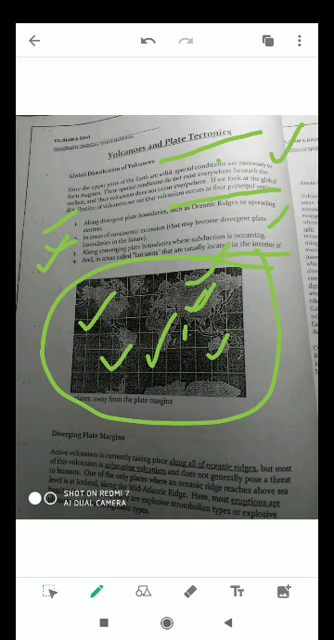 Volcanoes and Plate Tectonics
Global Distribution of Volcanoes
Since the upper parts of the Earth are solid, special conditions are necessary to
form magma. These special conditions do not exist everywhere beneath the
surface, and thus volcanism does not occur everywhere. If we look at the global
distribution of volcanoes we see that volcanism occurs in four principal
Along divergent plate boundaries, such as Oceanic Ridges or spreading
centers.
In areas of continental extension (that may become divergent plate
boundaries in the future).
Along converging plate boundaries where subduction is occurring.
And, in areas called "hot spots" that are usually located in the interior of
plates, away from the plate margins
Diverging Plate Margins
Active volcanism is currently taking place along all of oceanic ridges, but most
of this volcanism is submarine volcanism and does not generally pose a threat
to humans. One of the only places where an oceanic ridge reaches above sea
level is at Iceland, along the Mid-Atlantic Ridge. Here, most eruptions are
are explosive strombolian types or explosive
types.
SHOT ON REDMI 7
AI DUAL CAMERA
Tт